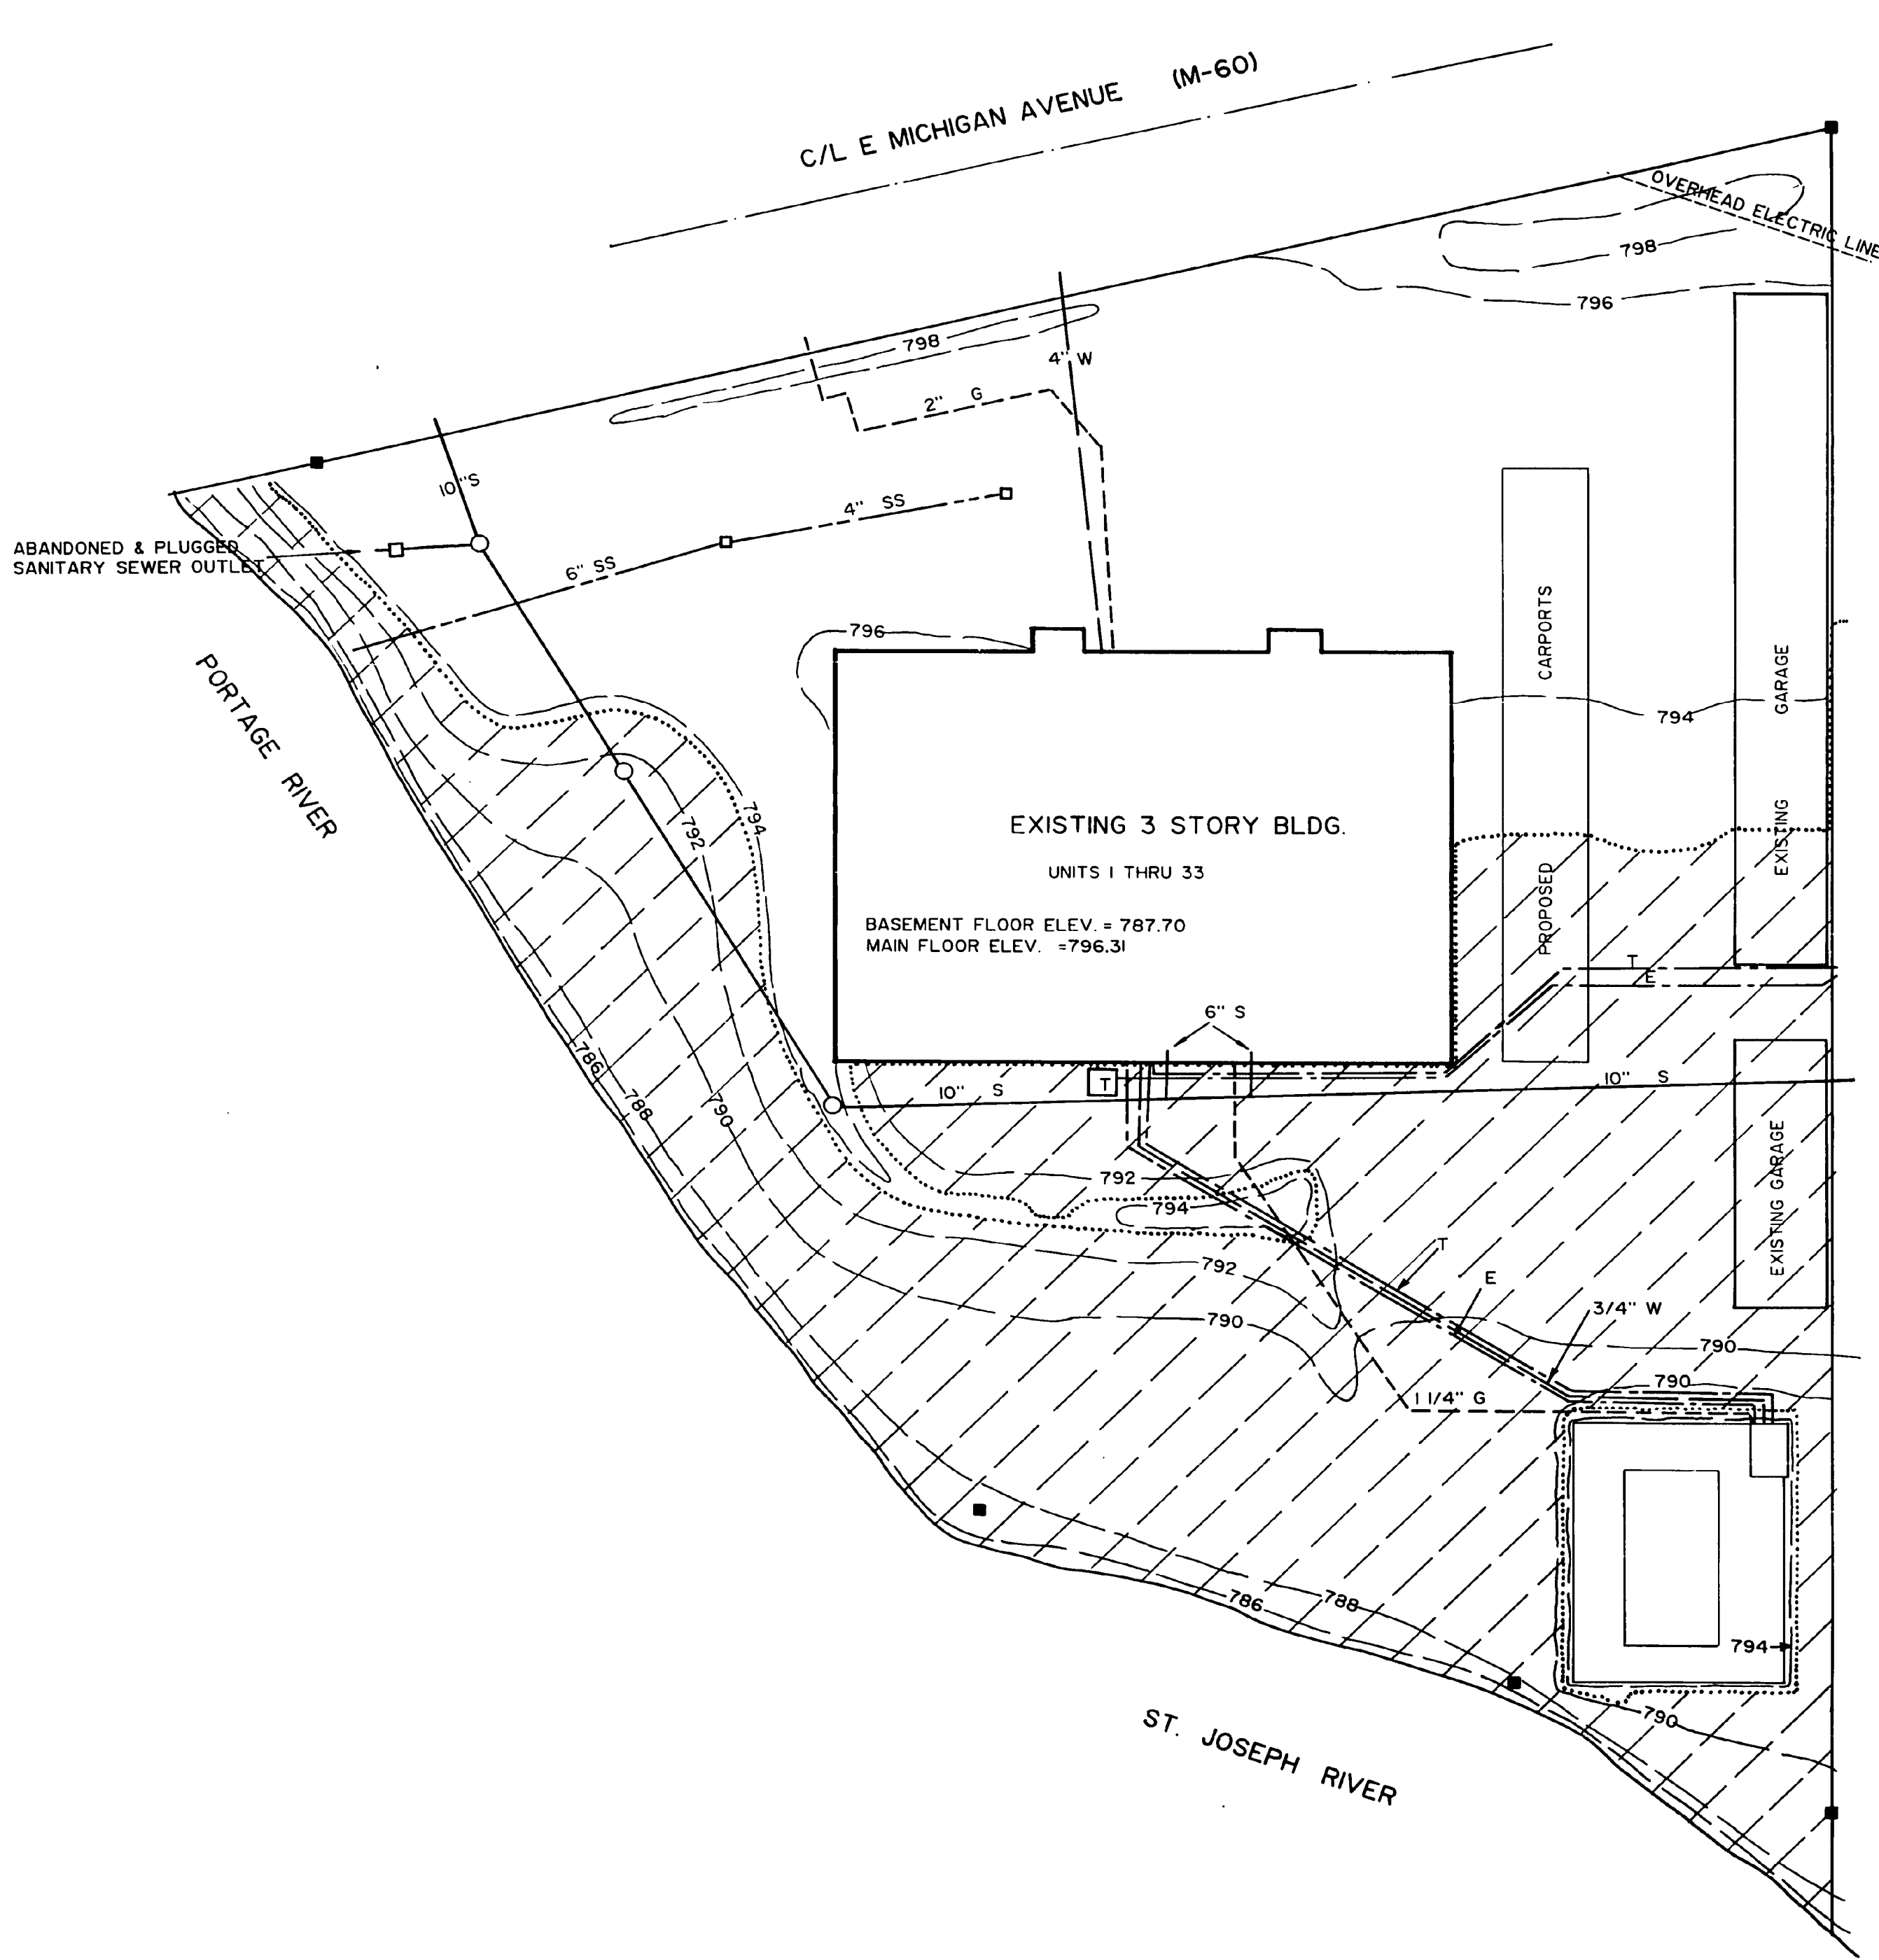 C/L E MICHIGAN AVENUE (M-60)
OVERHEAD ELECTRIC LINE
798
796
798
4" W
2" G
10" S
4" SS
ABANDONED & PLUGGED
SANITARY SEWER OUTLET
6" SS
796
PORTAGE RIVER
CARPORTS
PROPOSED
GARAGE
EXISTING
794
794
792
EXISTING 3 STORY BLDG.
UNITS 1 THRU 33
BASEMENT FLOOR ELEV. = 787.70
MAIN FLOOR ELEV. =796.31
T
E
6" S
786
788
790
10" S
T
10" S
792
794
EXISTING GARAGE
792
T
E
790
3/4" W
790
790
1 1/4" G
786
788
794
790
ST. JOSEPH RIVER